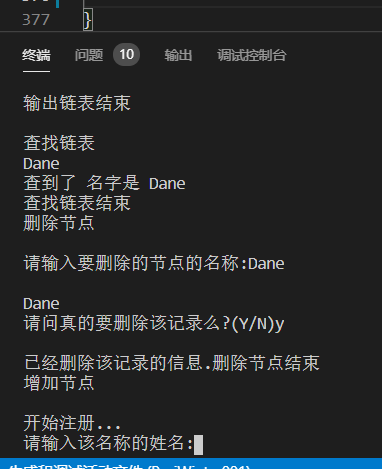 377 }
终端 问题 10 输出 调试控制台
输出链表结束
查找链表
Dane
查到了 名字是 Dane
查找链表结束
删除节点
请输入要删除的节点的名称:Dane
Dane
请问真的要删除该记录么?(Y/N)y
已经删除该记录的信息.删除节点结束
增加节点
开始注册...
请输入该名称的姓名: